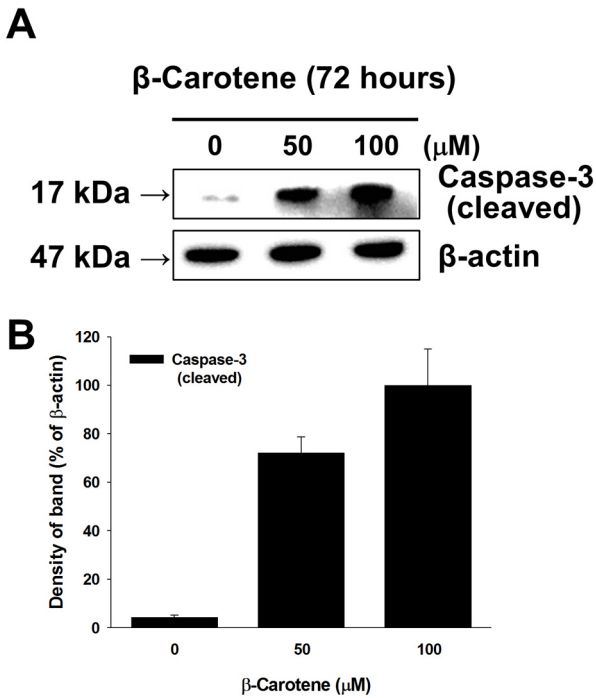 A
β-Carotene (72 hours)
0 50 100 (μM)
17 kDa → Caspase-3
(cleaved)
47 kDa → β-actin
B
Density of band (% of β-actin)
120
100
80
60
40
20
0
Caspase-3
(cleaved)
0 50 100
β-Carotene (μM)